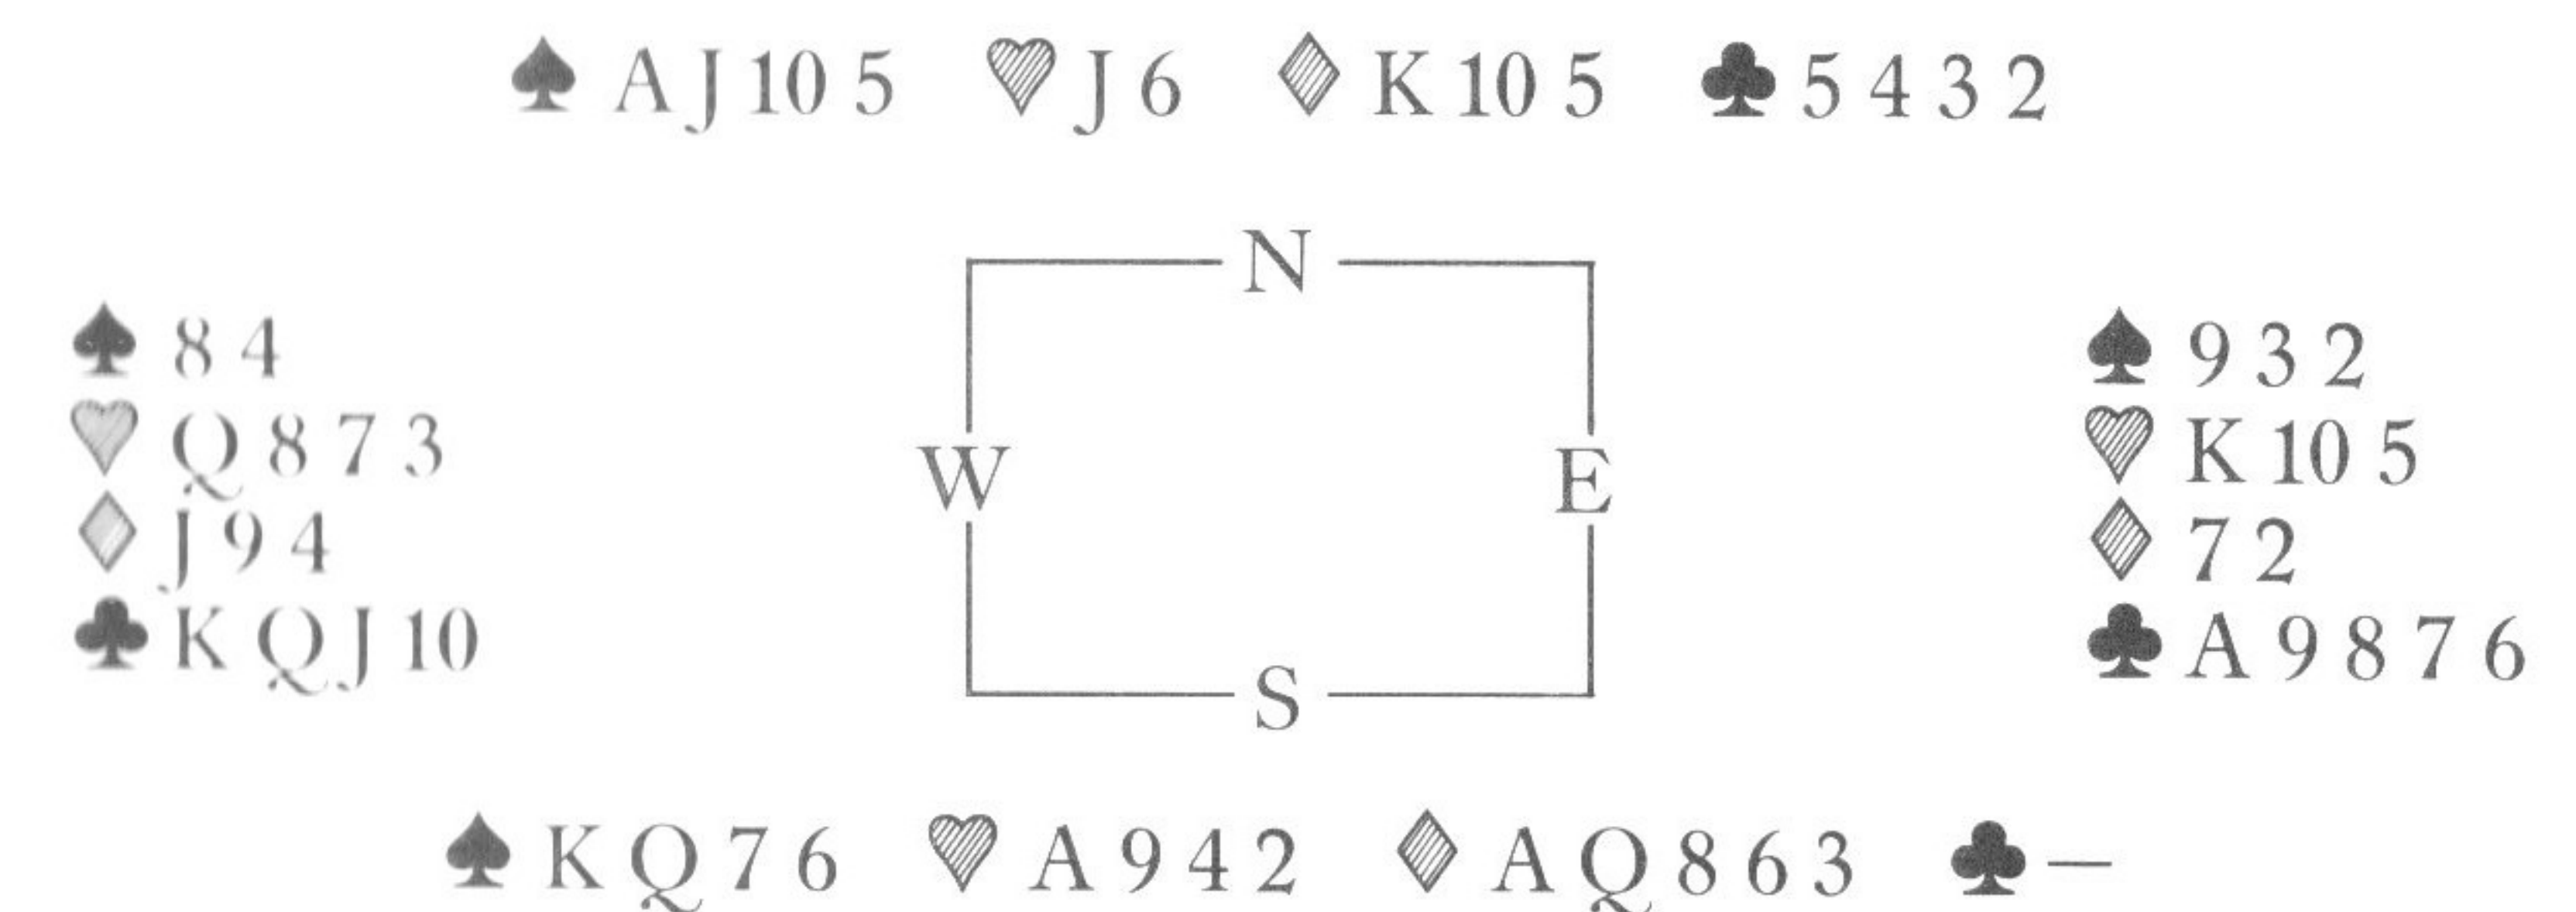 ♠ A J 10 5 ♥ J 6 ♦ K 10 5 ♣ 5 4 3 2
N
♠ 8 4
♥ Q 8 7 3
♦ J 9 4
♣ K Q J 10
W
E
♠ 9 3 2
♥ K 10 5
♦ 7 2
♣ A 9 8 7 6
S
♠ K Q 7 6 ♥ A 9 4 2 ♦ A Q 8 6 3 ♣ —